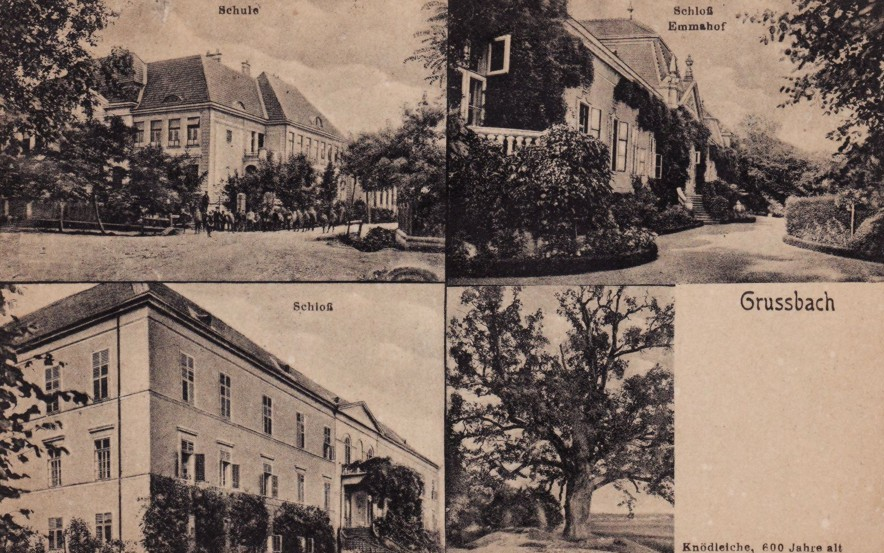 Schule
Schloß
Emmahof
Schloß
Grussbach
Knödleiche, 600 Jahre alt